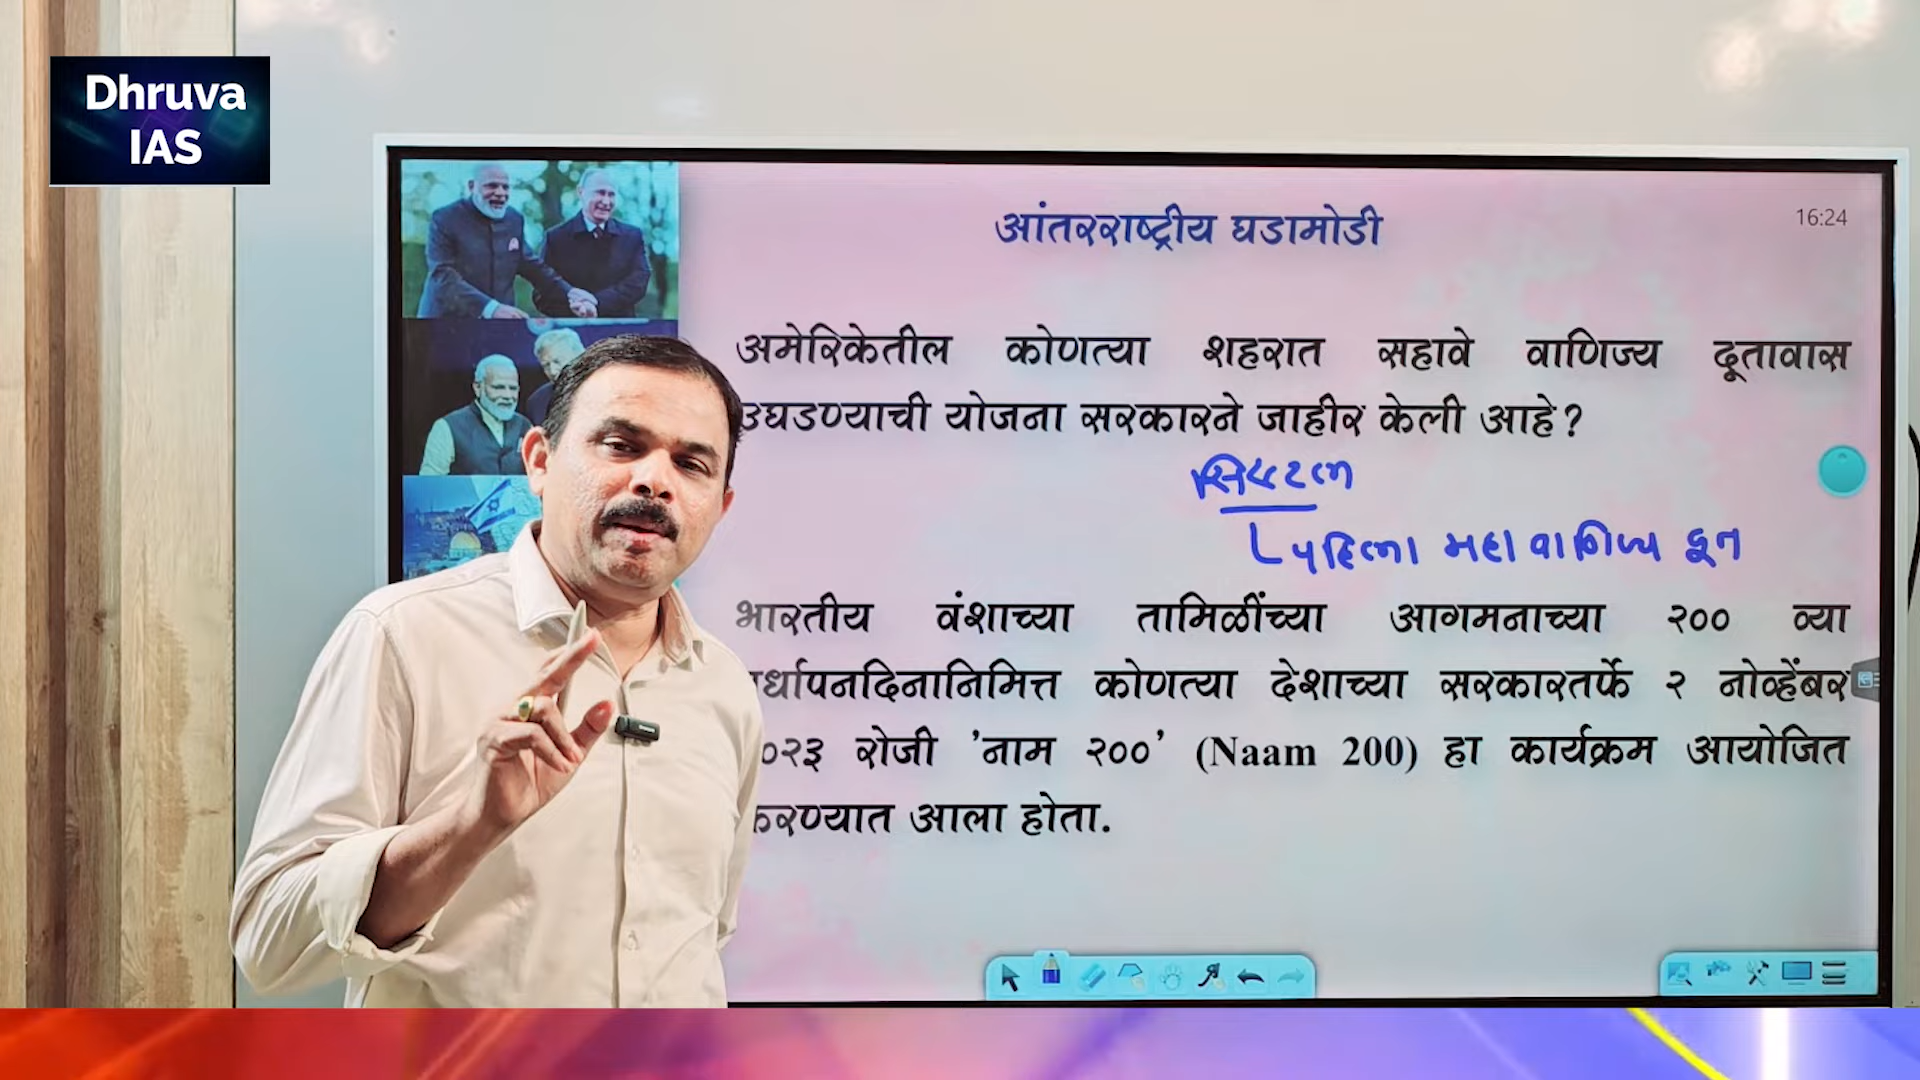 Dhruva
IAS
आंतरराष्ट्रीय घडामोडी
16:24
अमेरिकेतील कोणत्या शहरात सहावे वाणिज्य दूतावास
उघडण्याची योजना सरकारने जाहीर केली आहे?
सिएटल
पहिला महावाणिज्य दूत
भारतीय वंशाच्या तामिळींच्या आगमनाच्या २०० व्या
र्धापनदिनानिमित्त कोणत्या देशाच्या सरकारतर्फे २ नोव्हेंबर
०२३ रोजी 'नाम २००' (Naam 200) हा कार्यक्रम आयोजित
करण्यात आला होता.